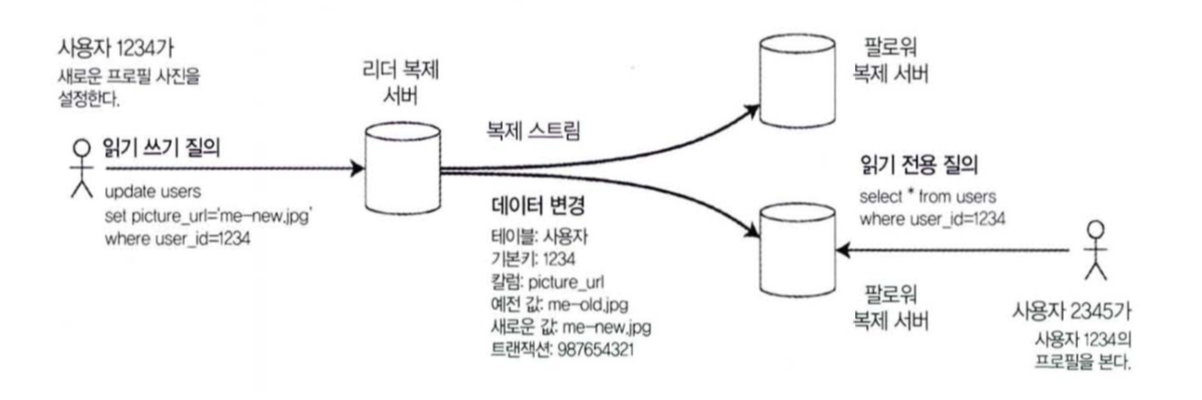 사용자 1234가
새로운 프로필 사진을
설정한다.
읽기 쓰기 질의
update users
set picture_url='me-new.jpg'
where user_id=1234
리더 복제
서버
복제 스트림
데이터 변경
테이블: 사용자
기본키: 1234
칼럼: picture_url
예전 값: me-old.jpg
새로운 값: me-new.jpg
트랜잭션: 987654321
팔로워
복제 서버
읽기 전용 질의
select * from users
where user_id=1234
팔로워
복제 서버
사용자 2345가
사용자 1234의
프로필을 본다.